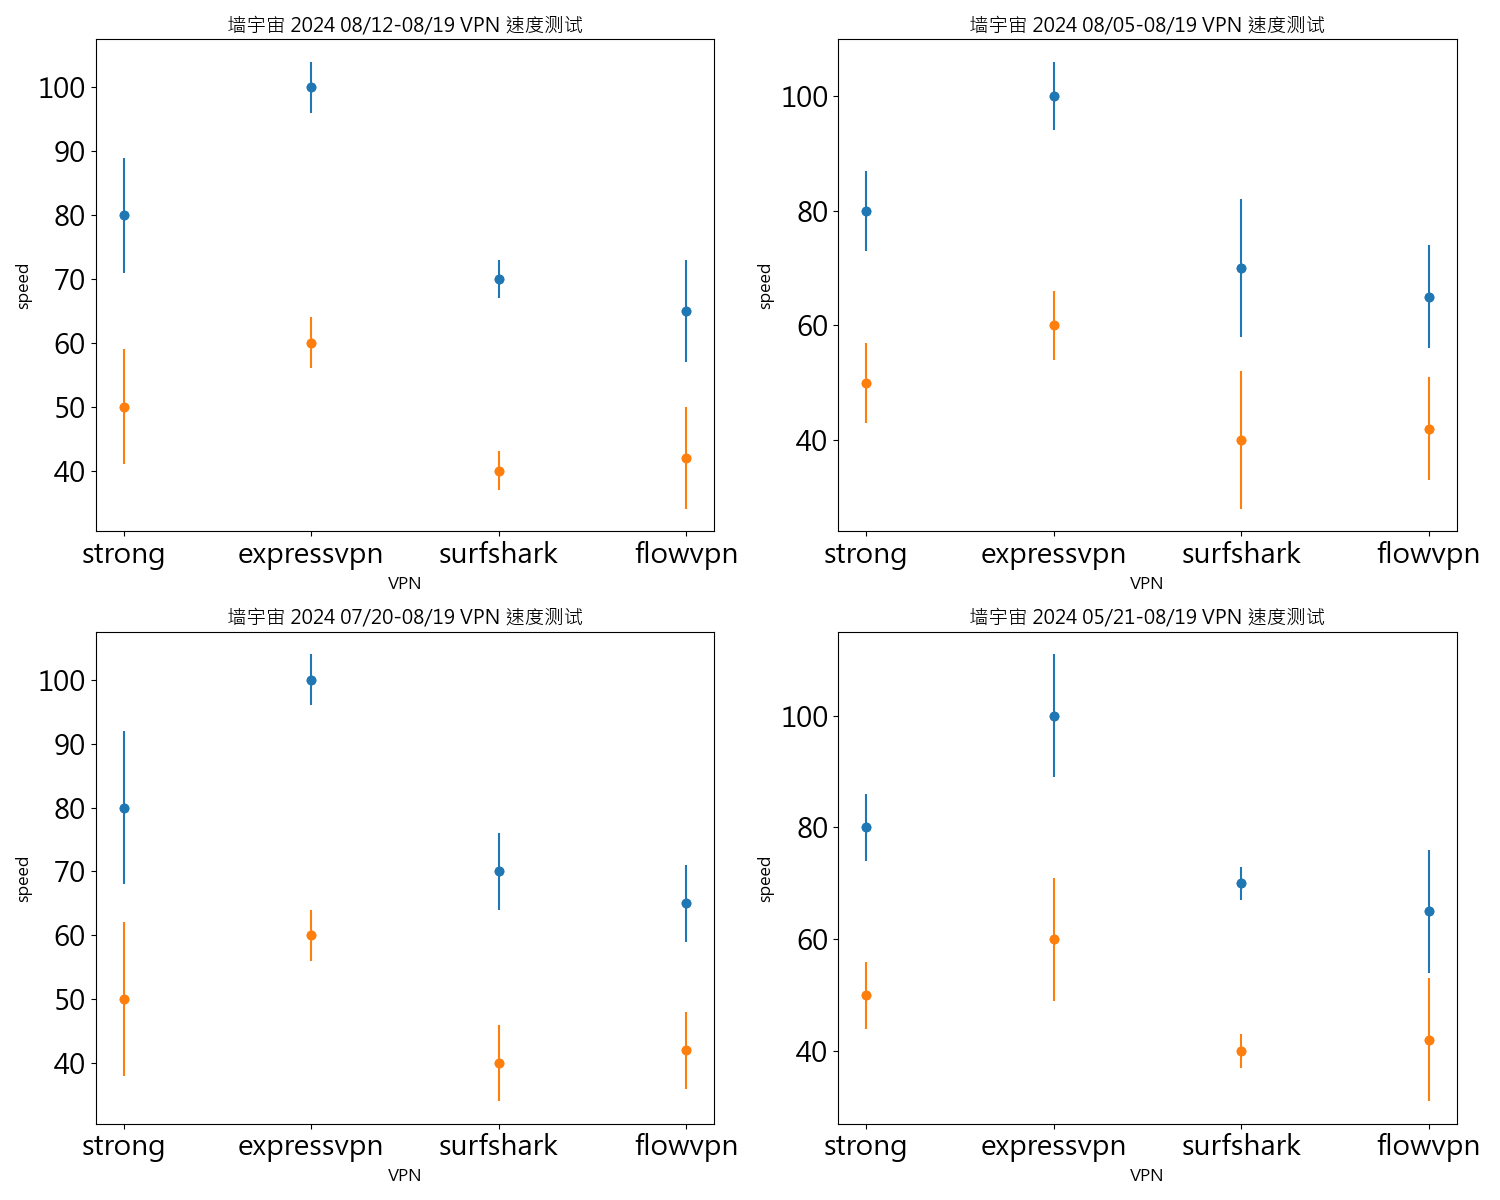 墙宇宙 2024 08/12-08/19 VPN 速度测试
speed
100
90
80
70
60
50
40
strong expressvpn surfshark flowvpn
VPN
墙宇宙 2024 08/05-08/19 VPN 速度测试
speed
100
80
60
40
strong expressvpn surfshark flowvpn
VPN
墙宇宙 2024 07/20-08/19 VPN 速度测试
speed
100
90
80
70
60
50
40
strong expressvpn surfshark flowvpn
VPN
墙宇宙 2024 05/21-08/19 VPN 速度测试
speed
100
80
60
40
strong expressvpn surfshark flowvpn
VPN